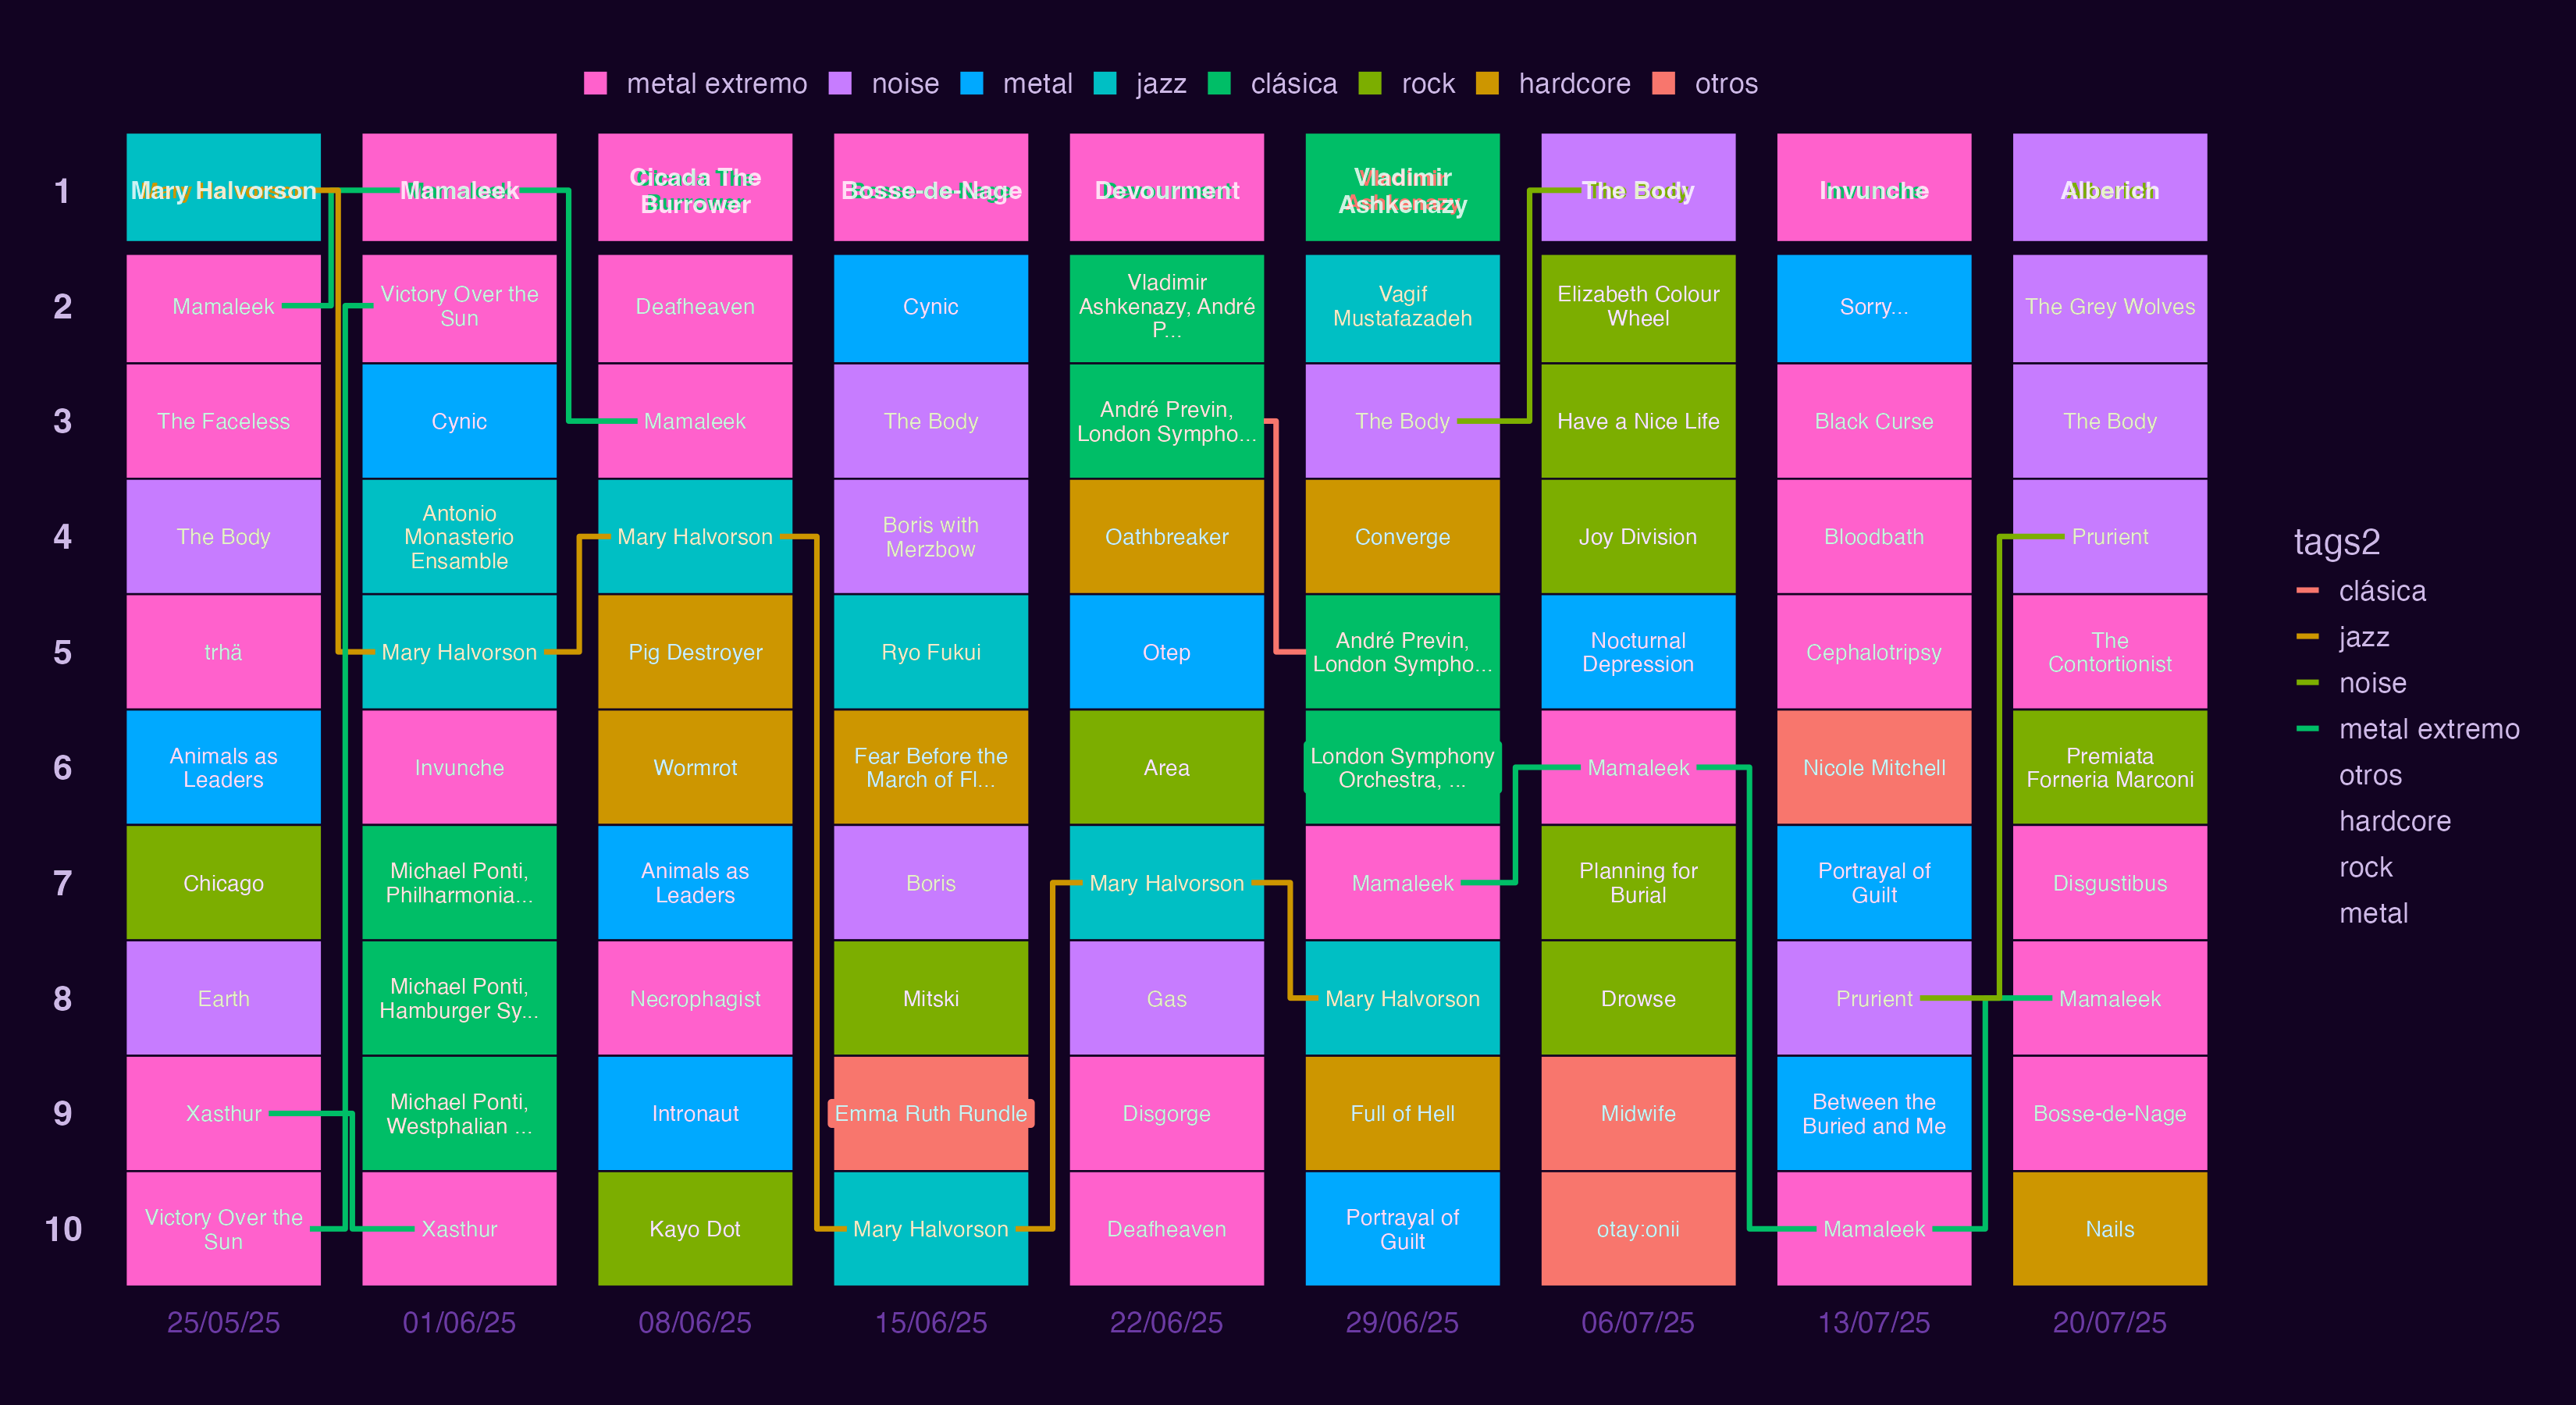 metal extremo noise metal jazz clásica rock hardcore otros
1
Mary Halvorson
Mamaleek
Cicada The
Burrower
Bosse-de-Nage
Devourment
Vladimir
Ashkenazy
The Body
Invunche
Alberich
2
Mamaleek
Victory Over the
Sun
Deafheaven
Cynic
Vladimir
Ashkenazy, André
P...
Vagif
Mustafazadeh
Elizabeth Colour
Wheel
Sorry...
The Grey Wolves
3
The Faceless
Cynic
Mamaleek
The Body
André Previn,
London Sympho...
The Body
Have a Nice Life
Black Curse
The Body
4
The Body
Antonio
Monasterio
Ensamble
Mary Halvorson
Boris with
Merzbow
Oathbreaker
Converge
Joy Division
Bloodbath
Prurient
5
trhä
Mary Halvorson
Pig Destroyer
Ryo Fukui
Otep
André Previn,
London Sympho...
Nocturnal
Depression
Cephalotripsy
The
Contortionist
6
Animals as
Leaders
Invunche
Wormrot
Fear Before the
March of Fl...
Area
London Symphony
Orchestra, ...
Mamaleek
Nicole Mitchell
Premiata
Forneria Marconi
7
Chicago
Michael Ponti,
Philharmonia...
Animals as
Leaders
Boris
Mary Halvorson
Mamaleek
Planning for
Burial
Portrayal of
Guilt
Disgustibus
8
Earth
Michael Ponti,
Hamburger Sy...
Necrophagist
Mitski
Gas
Mary Halvorson
Drowse
Prurient
Mamaleek
9
Xasthur
Michael Ponti,
Westphalian ...
Intronaut
Emma Ruth Rundle
Disgorge
Full of Hell
Midwife
Between the
Buried and Me
Bosse-de-Nage
10
Victory Over the
Sun
Xasthur
Kayo Dot
Mary Halvorson
Deafheaven
Portrayal of
Guilt
otay:onii
Mamaleek
Nails
25/05/25 01/06/25 08/06/25 15/06/25 22/06/25 29/06/25 06/07/25 13/07/25 20/07/25
tags2
clásica
jazz
noise
metal extremo
otros
hardcore
rock
metal